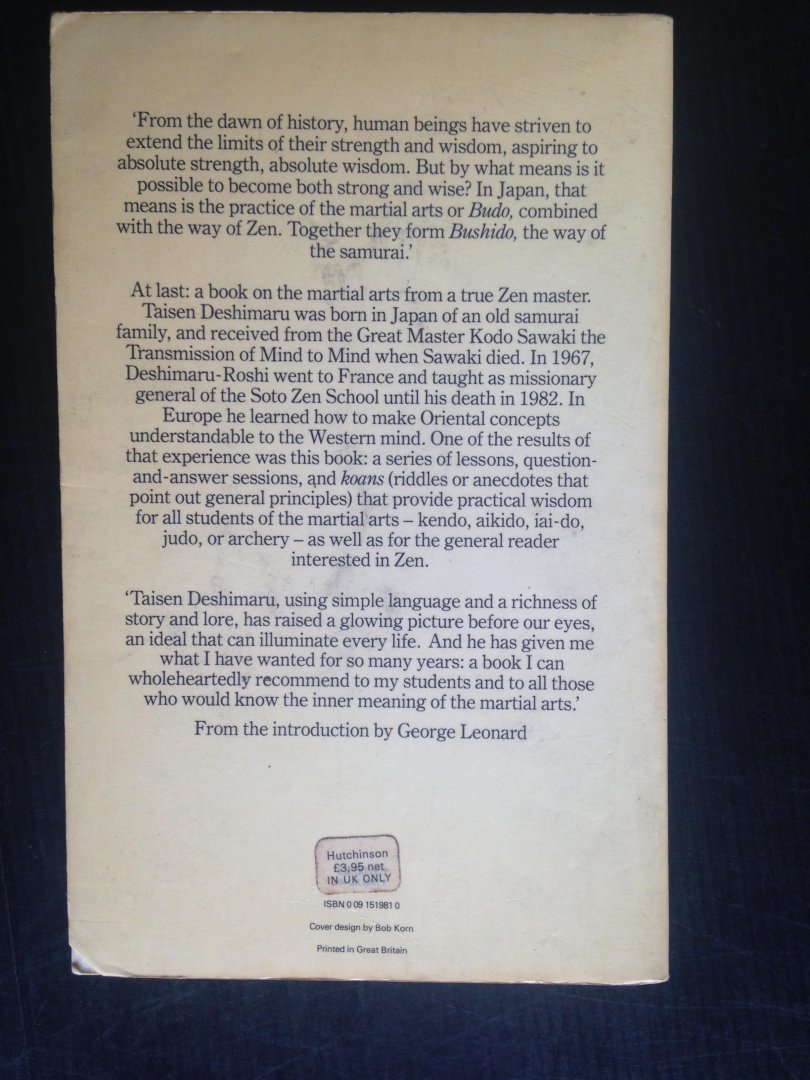 ‘From the dawn of history, human beings have striven to
extend the limits of their strength and wisdom, aspiring to
absolute strength, absolute wisdom. But by what means is it
possible to become both strong and wise? In Japan, that
means is the practice of the martial arts or Budo, combined
with the way of Zen. Together they form Bushido, the way of
the samurai.’
At last: a book on the martial arts from a true Zen master.
Taisen Deshimaru was born in Japan of an old samurai
family, and received from the Great Master Kodo Sawaki the
Transmission of Mind to Mind when Sawaki died. In 1967,
Deshimaru-Roshi went to France and taught as missionary
general of the Soto Zen School until his death in 1982. In
Europe he learned how to make Oriental concepts
understandable to the Western mind. One of the results of
that experience was this book: a series of lessons, question-
and-answer sessions, and koans (riddles or anecdotes that
point out general principles) that provide practical wisdom
for all students of the martial arts – kendo, aikido, iai-do,
judo, or archery – as well as for the general reader
interested in Zen.
‘Taisen Deshimaru, using simple language and a richness of
story and lore, has raised a glowing picture before our eyes,
an ideal that can illuminate every life. And he has given me
what I have wanted for so many years: a book I can
wholeheartedly recommend to my students and to all those
who would know the inner meaning of the martial arts.’
From the introduction by George Leonard
Hutchinson
£3.95 net
IN UK ONLY
ISBN 0 09 151981 0
Cover design by Bob Korn
Printed in Great Britain